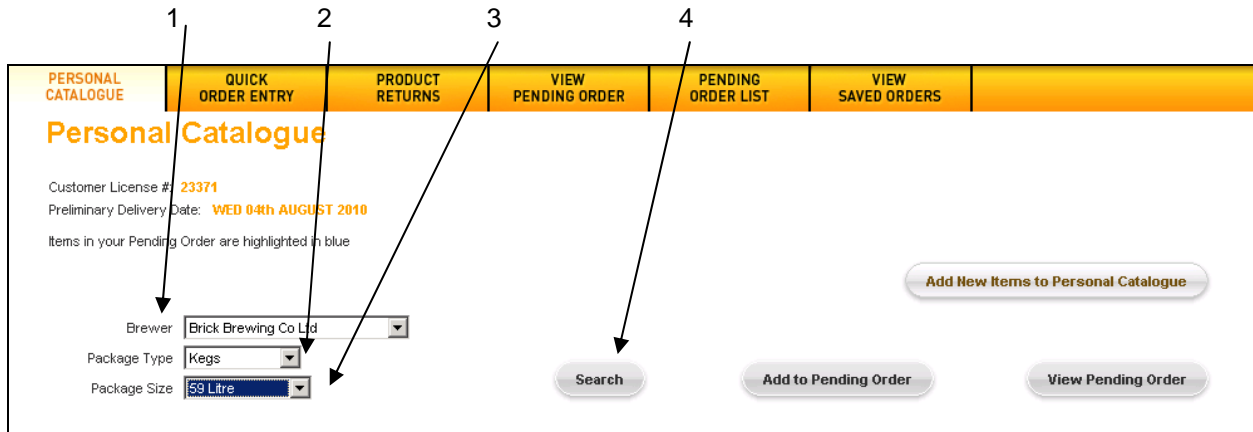 1 2 3 4
PERSONAL CATALOGUE QUICK ORDER ENTRY PRODUCT RETURNS VIEW PENDING ORDER PENDING ORDER LIST VIEW SAVED ORDERS
Personal Catalogue
Customer License #: 23371
Preliminary Delivery Date: WED 04th AUGUST 2010
Items in your Pending Order are highlighted in blue
Add New Items to Personal Catalogue
Brewer Brick Brewing Co Ltd
Package Type Kegs
Package Size 59 Litre
Search Add to Pending Order View Pending Order